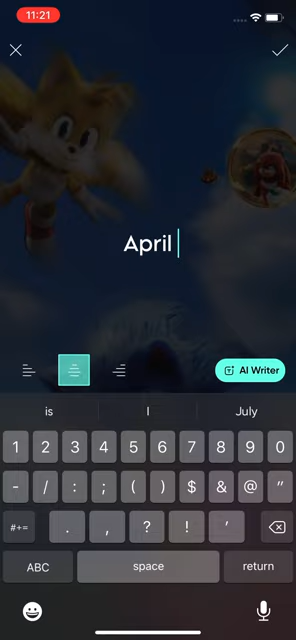 11:21
April
AI Writer
is I July
1 2 3 4 5 6 7 8 9 0
- / : ; ( ) $ & @ "
#+= . , ? ! '
ABC space return